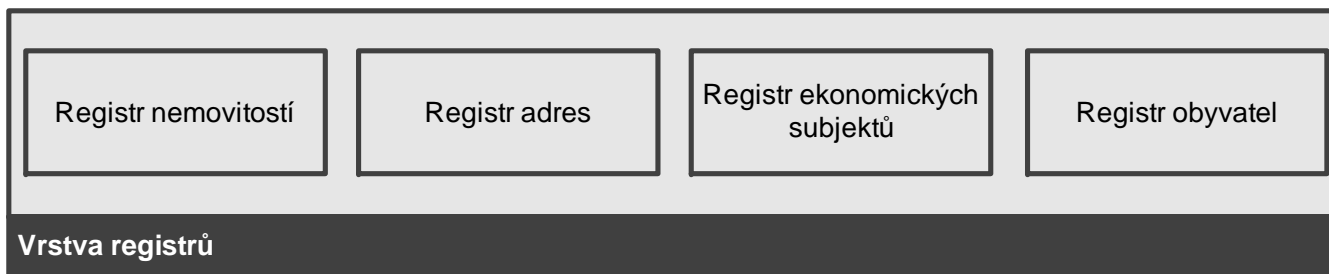 Registr nemovitostí
Registr adres
Registr ekonomických
subjektů
Registr obyvatel
Vrstva registrů